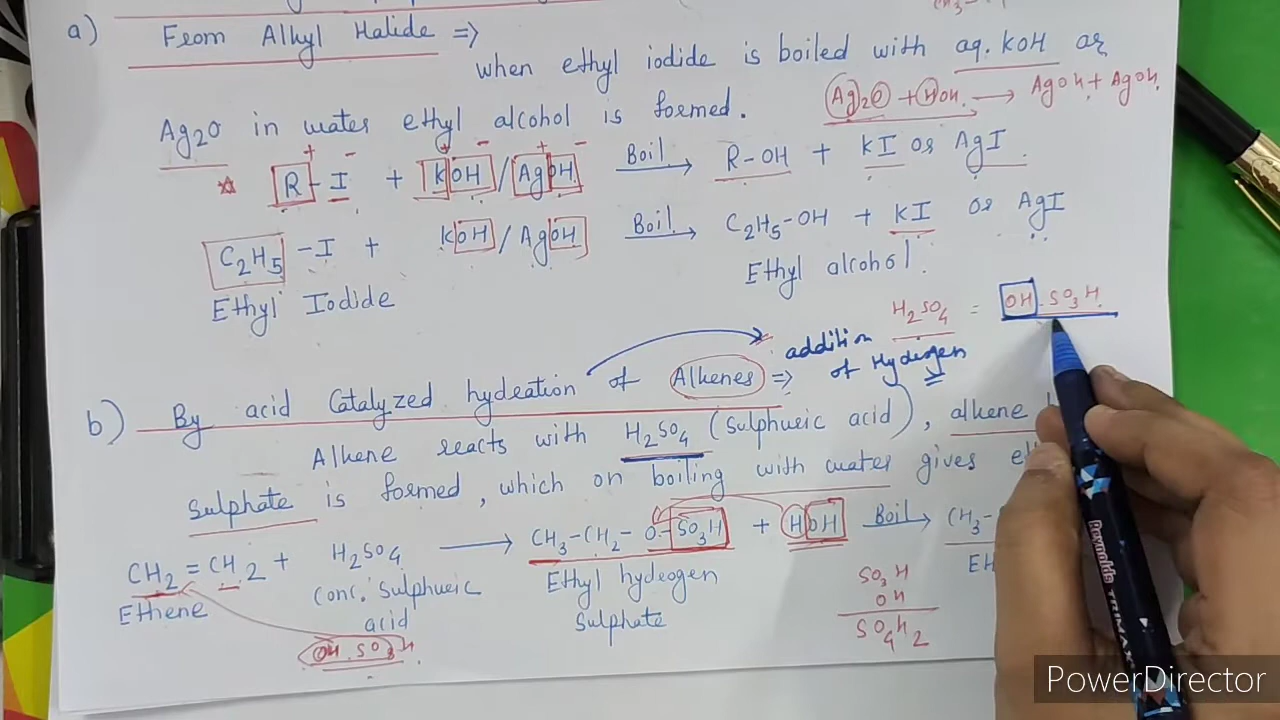 a) From Alkyl Halide ⇒
when ethyl iodide is boiled with aq. KOH or
Ag2O + HOH. → AgOH + AgOH.
Ag2O in water ethyl alcohol is formed.
+ - + - + -
R-I + KOH/AgOH Boil. → R-OH + KI or AgI.
C2H5-I + KOH/AgOH Boil. → C2H5-OH + KI or AgI
Ethyl Iodide Ethyl alcohol.
H2SO4 = OH.SO3H.
addition of Hydrogen
b) By acid Catalyzed hydration of Alkenes ⇒
Alkene reacts with H2SO4 (Sulphuric acid), alkene
Sulphate is formed, which on boiling with water gives
CH2=CH2 + H2SO4 → CH3-CH2-O-SO3H + HOH Boil →
Ethene conc. Sulphuric acid Ethyl hydrogen Sulphate
OH.SO3H.
SO3H
OH
SO4H2
Reynolds TRIMAX
PowerDirector